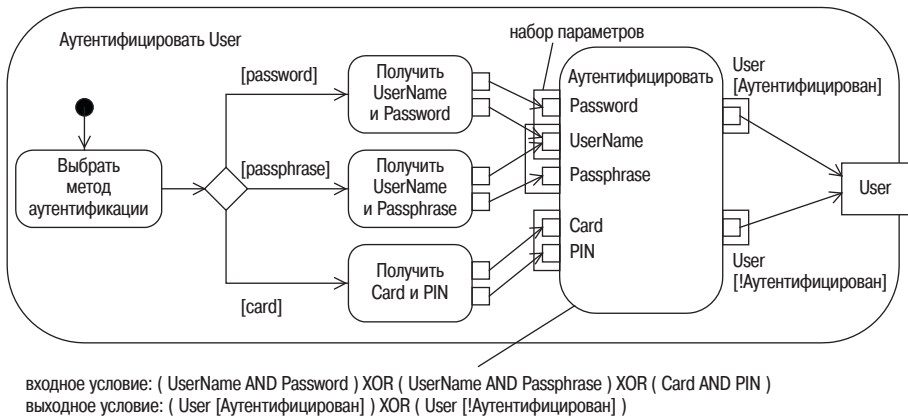 Аутентифицировать User
набор параметров
[password]
Получить
UserName
и Password
Аутентифицировать
Password
UserName
Passphrase
Card
PIN
User
[Аутентифицирован]
Выбрать
метод
аутентификации
[passphrase]
Получить
UserName
и Passphrase
User
[card]
Получить
Card и PIN
User
[!Аутентифицирован]
входное условие: ( UserName AND Password ) XOR ( UserName AND Passphrase ) XOR ( Card AND PIN )
выходное условие: ( User [Аутентифицирован] ) XOR ( User [!Аутентифицирован] )